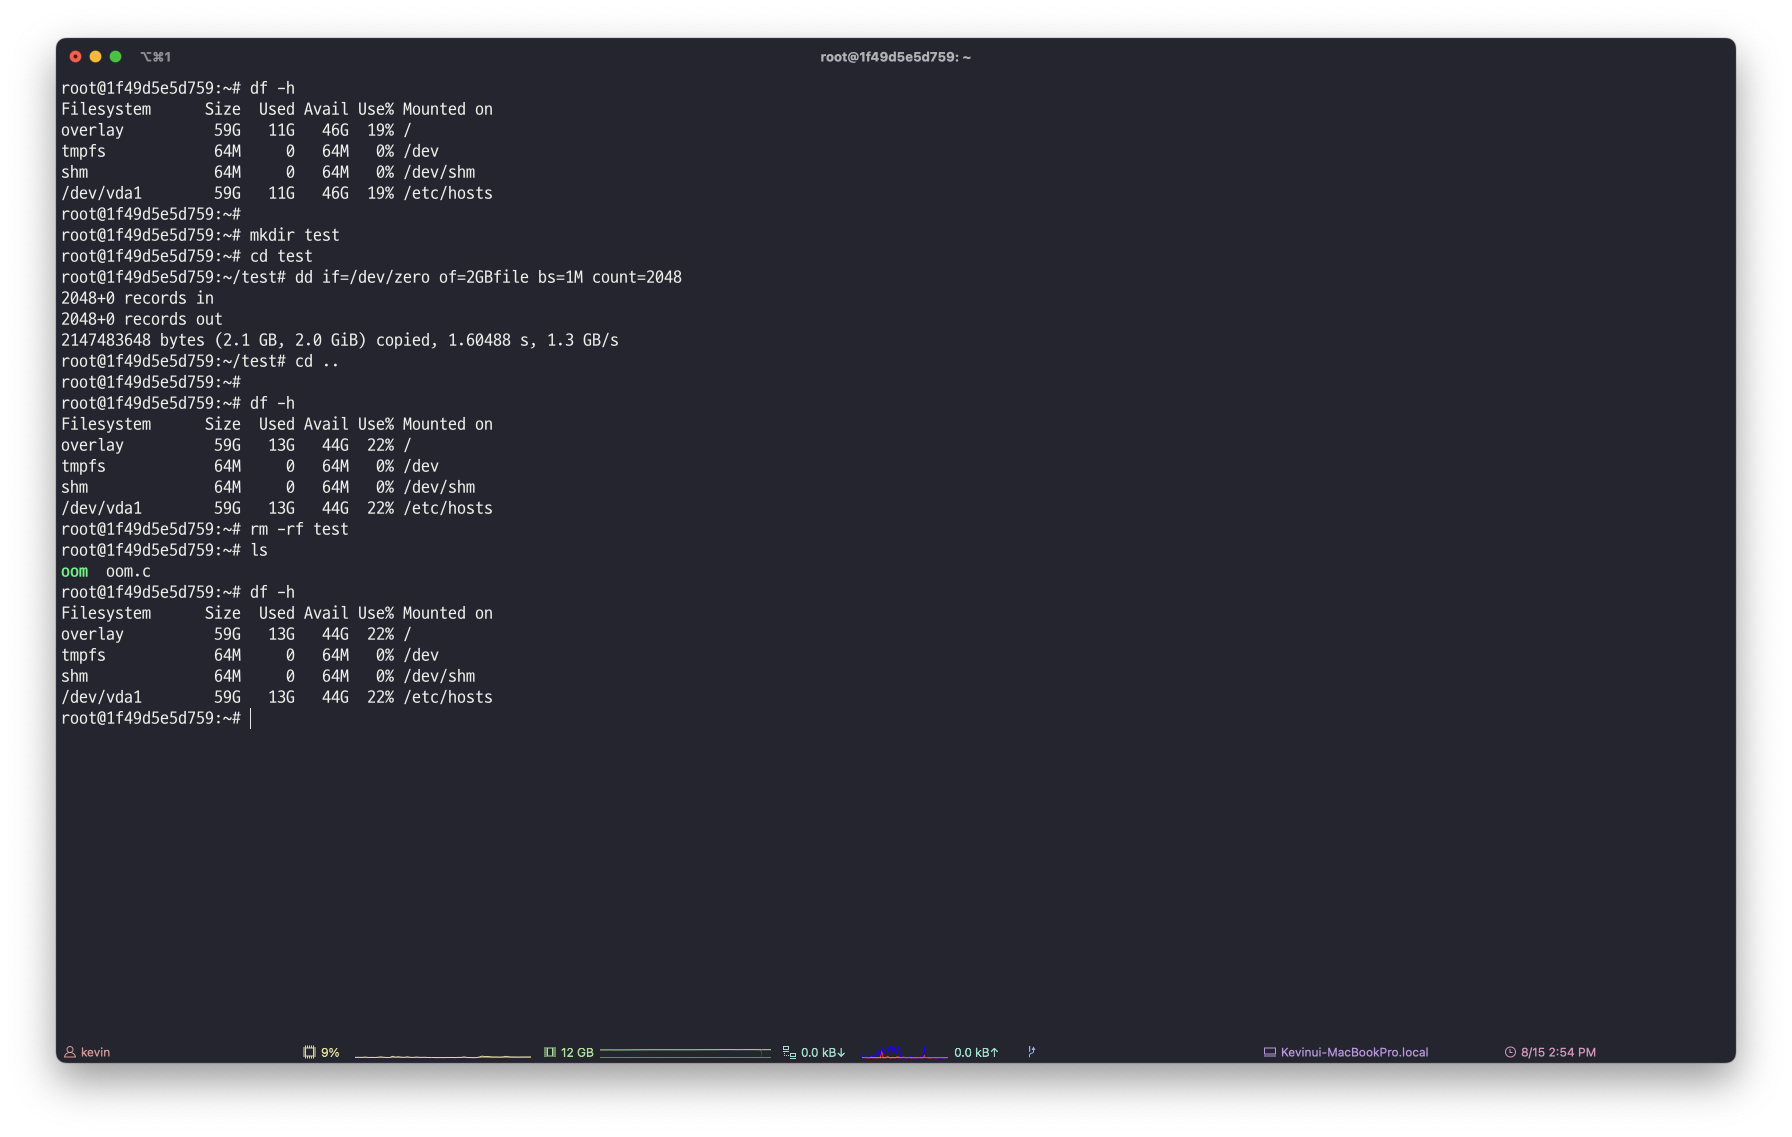 ⌥⌘1
root@1f49d5e5d759: ~
root@1f49d5e5d759:~# df -h
Filesystem      Size  Used Avail Use% Mounted on
overlay          59G   11G   46G  19% /
tmpfs            64M     0   64M   0% /dev
shm              64M     0   64M   0% /dev/shm
/dev/vda1        59G   11G   46G  19% /etc/hosts
root@1f49d5e5d759:~#
root@1f49d5e5d759:~# mkdir test
root@1f49d5e5d759:~# cd test
root@1f49d5e5d759:~/test# dd if=/dev/zero of=2GBfile bs=1M count=2048
2048+0 records in
2048+0 records out
2147483648 bytes (2.1 GB, 2.0 GiB) copied, 1.60488 s, 1.3 GB/s
root@1f49d5e5d759:~/test# cd ..
root@1f49d5e5d759:~#
root@1f49d5e5d759:~# df -h
Filesystem      Size  Used Avail Use% Mounted on
overlay          59G   13G   44G  22% /
tmpfs            64M     0   64M   0% /dev
shm              64M     0   64M   0% /dev/shm
/dev/vda1        59G   13G   44G  22% /etc/hosts
root@1f49d5e5d759:~# rm -rf test
root@1f49d5e5d759:~# ls
oom  oom.c
root@1f49d5e5d759:~# df -h
Filesystem      Size  Used Avail Use% Mounted on
overlay          59G   13G   44G  22% /
tmpfs            64M     0   64M   0% /dev
shm              64M     0   64M   0% /dev/shm
/dev/vda1        59G   13G   44G  22% /etc/hosts
root@1f49d5e5d759:~#
kevin 9% 12 GB 0.0 kB↓ 0.0 kB↑ Kevinui-MacBookPro.local 8/15 2:54 PM